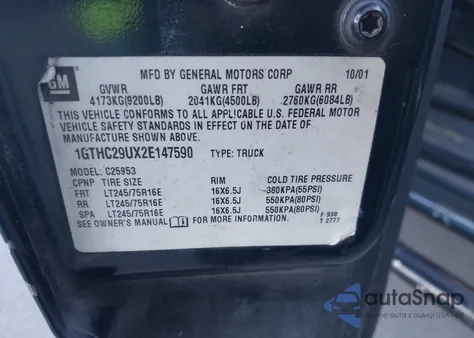 MFD BY GENERAL MOTORS CORP 10/01
GM
GVWR GAWR FRT GAWR RR
4173KG(9200LB) 2041KG(4500LB) 2760KG(6084LB)
THIS VEHICLE CONFORMS TO ALL APPLICABLE U.S. FEDERAL MOTOR
VEHICLE SAFETY STANDARDS IN EFFECT ON THE DATE OF
MANUFACTURE SHOWN ABOVE.
1GTHC29UX2E147590 TYPE: TRUCK
MODEL: C25953
CPNP TIRE SIZE RIM COLD TIRE PRESSURE
FRT LT245/75R16E 16X6.5J 380KPA(55PSI)
RR LT245/75R16E 16X6.5J 550KPA(80PSI)
SPA LT245/75R16E 16X6.5J 550KPA(80PSI)
SEE OWNER'S MANUAL FOR MORE INFORMATION
F 938
T 2777
autoSnap